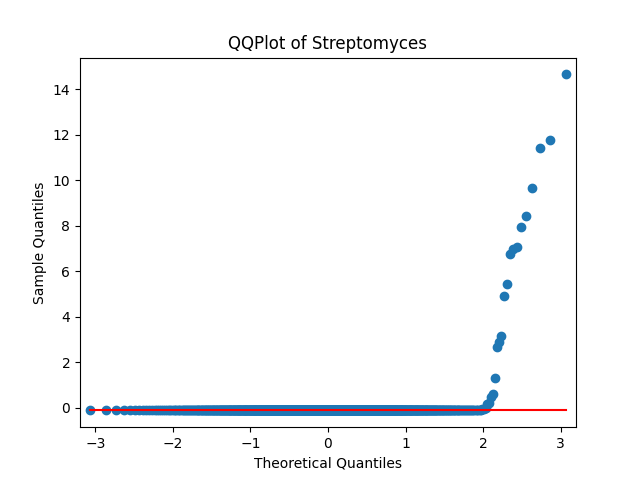 QQPlot of Streptomyces
Sample Quantiles
14
12
10
8
6
4
2
0
−3 −2 −1 0 1 2 3
Theoretical Quantiles